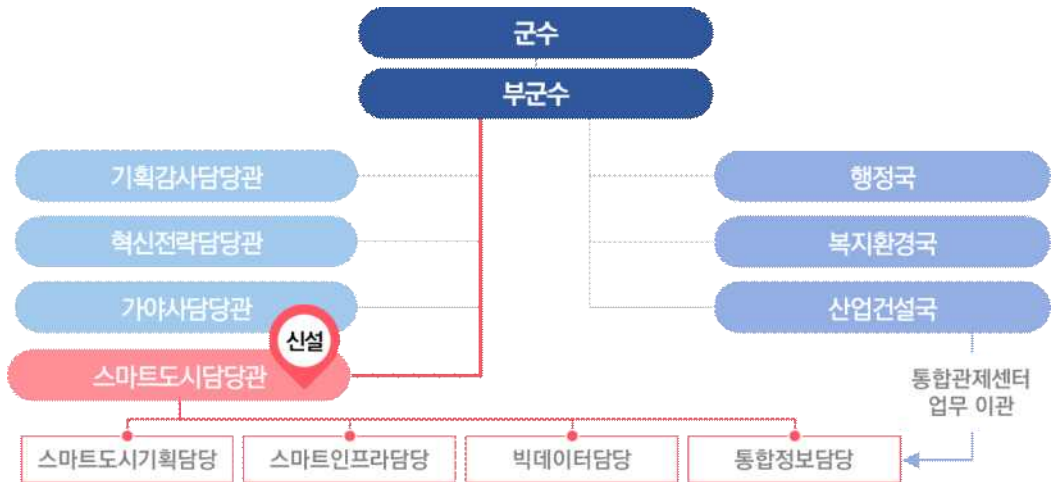 군수
부군수
기획감사담당관
혁신전략담당관
가야사담당관
신설
스마트도시담당관
행정국
복지환경국
산업건설국
통합관제센터
업무 이관
스마트도시기획담당
스마트인프라담당
빅데이터담당
통합정보담당